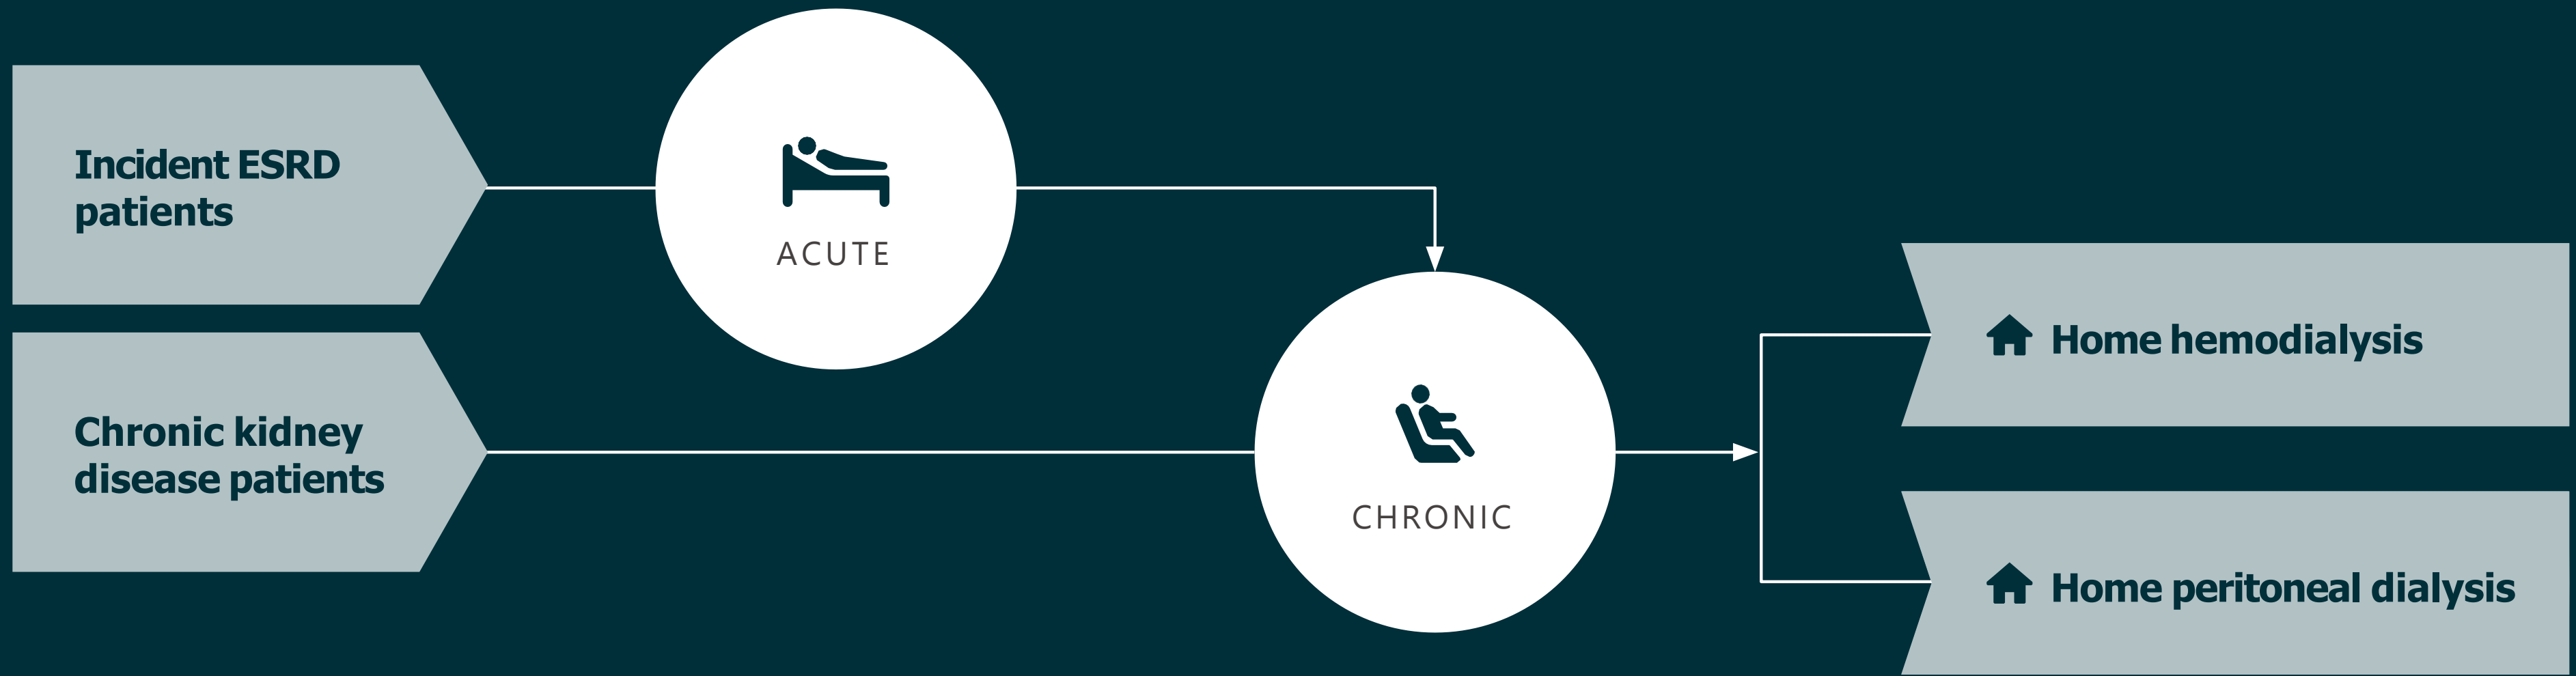 Incident ESRD
patients
ACUTE
Chronic kidney
disease patients
CHRONIC
Home hemodialysis
Home peritoneal dialysis